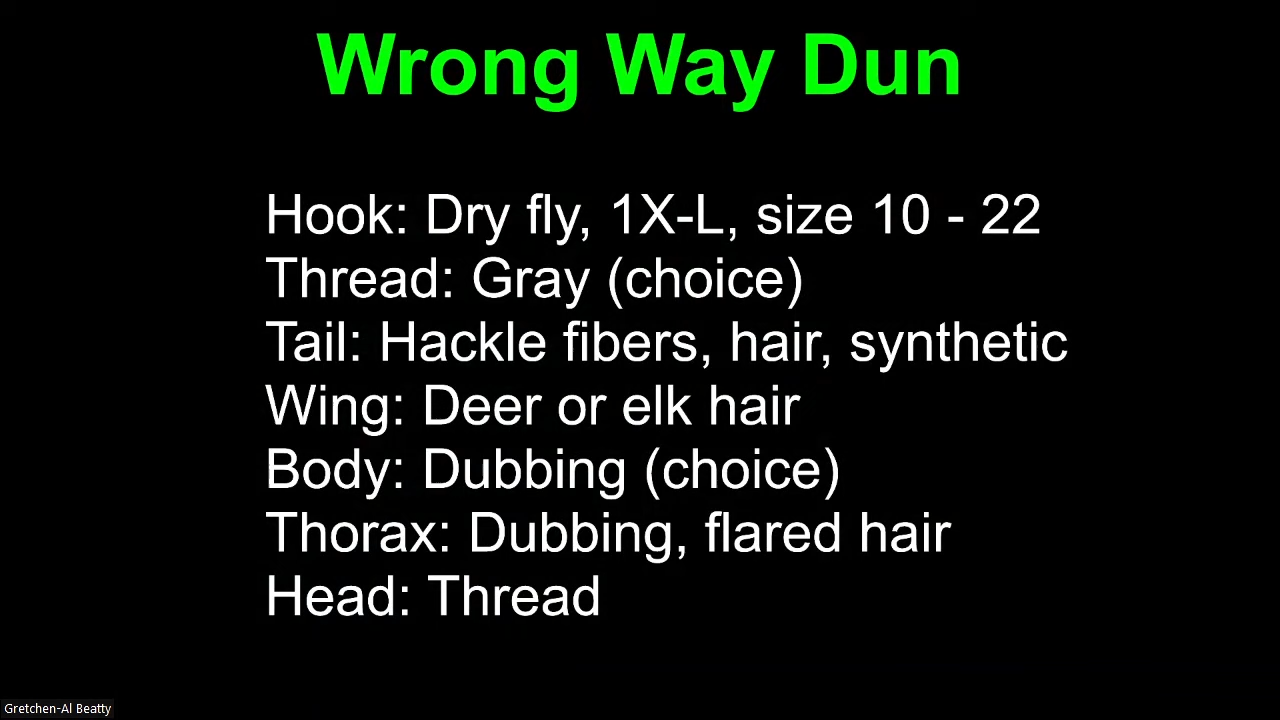 Wrong Way Dun
Hook: Dry fly, 1X-L, size 10 - 22
Thread: Gray (choice)
Tail: Hackle fibers, hair, synthetic
Wing: Deer or elk hair
Body: Dubbing (choice)
Thorax: Dubbing, flared hair
Head: Thread
Gretchen-Al Beatty